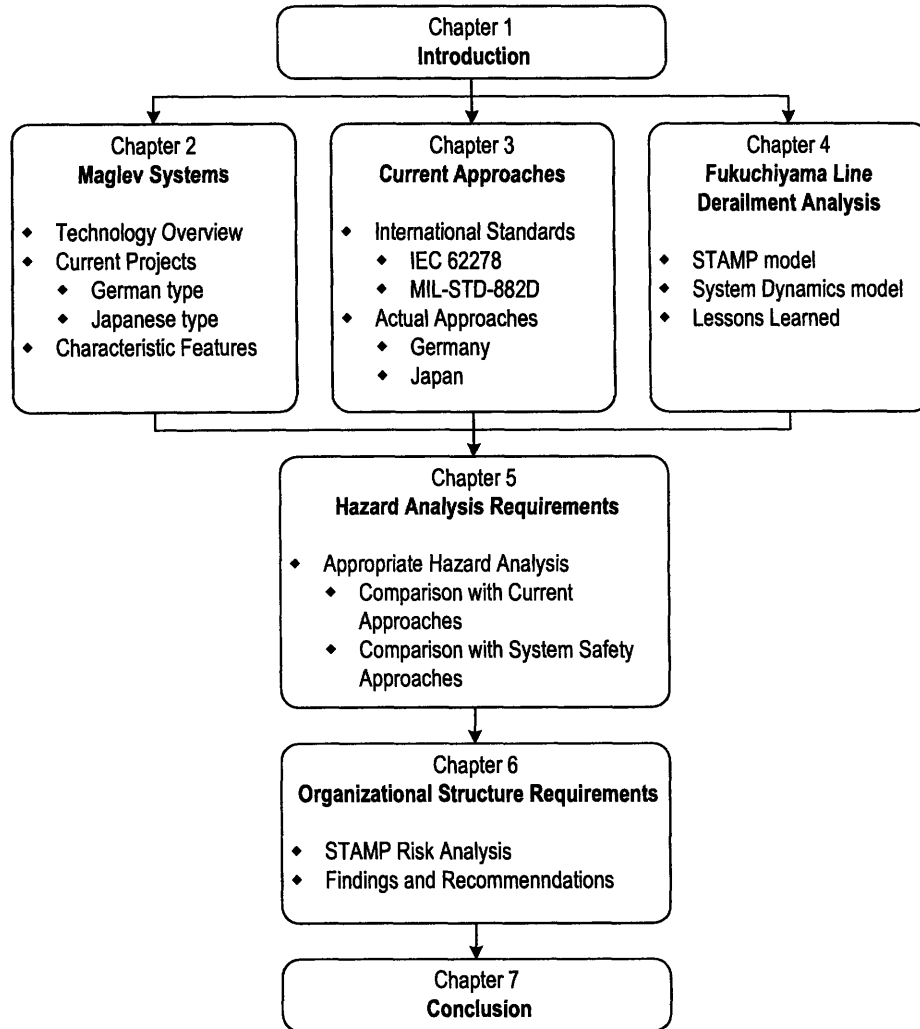 Chapter 1
Introduction
Chapter 2
Maglev Systems
◆ Technology Overview
◆ Current Projects
◆ German type
◆ Japanese type
◆ Characteristic Features
Chapter 3
Current Approaches
◆ International Standards
◆ IEC 62278
◆ MIL-STD-882D
◆ Actual Approaches
◆ Germany
◆ Japan
Chapter 4
Fukuchiyama Line
Derailment Analysis
◆ STAMP model
◆ System Dynamics model
◆ Lessons Learned
Chapter 5
Hazard Analysis Requirements
◆ Appropriate Hazard Analysis
◆ Comparison with Current
Approaches
◆ Comparison with System Safety
Approaches
Chapter 6
Organizational Structure Requirements
◆ STAMP Risk Analysis
◆ Findings and Recommenndations
Chapter 7
Conclusion